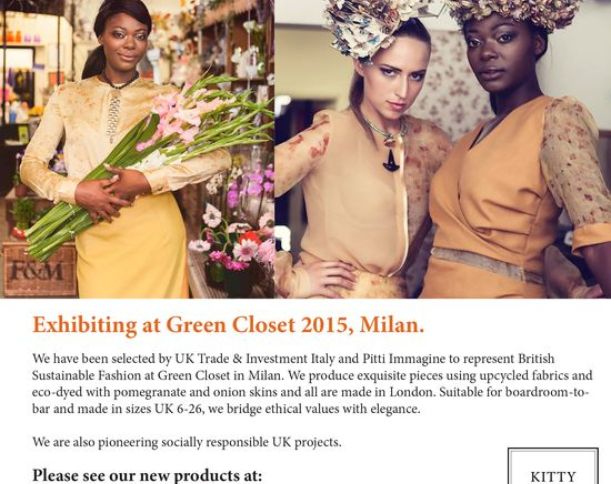 F&M
Exhibiting at Green Closet 2015, Milan.
We have been selected by UK Trade & Investment Italy and Pitti Immagine to represent British
Sustainable Fashion at Green Closet in Milan. We produce exquisite pieces using upcycled fabrics and
eco-dyed with pomegranate and onion skins and all are made in London. Suitable for boardroom-to-
bar and made in sizes UK 6-26, we bridge ethical values with elegance.
We are also pioneering socially responsible UK projects.
Please see our new products at:
KITTY